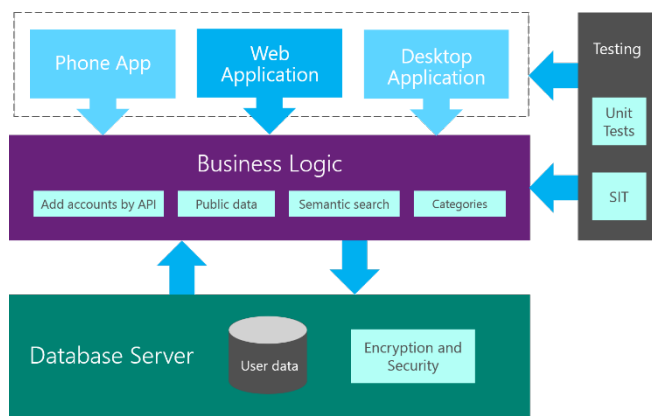 Phone App
Web
Application
Desktop
Application
Testing
Unit
Tests
SIT
Business Logic
Add accounts by API
Public data
Semantic search
Categories
Database Server
User data
Encryption and
Security